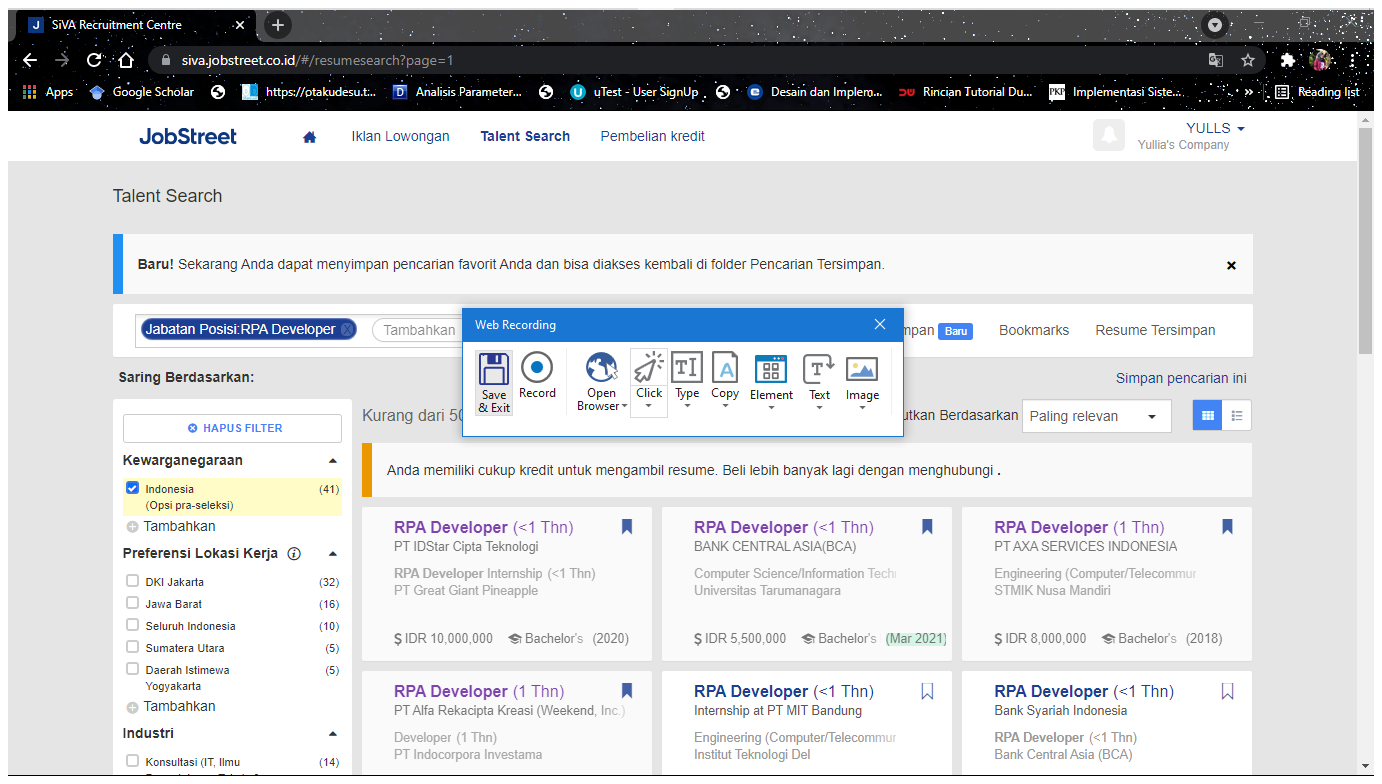 SiVA Recruitment Centre
siva.jobstreet.co.id/#/resumesearch?page=1
Apps Google Scholar https://otakudesu.t:... Analisis Parameter... uTest - User SignUp Desain dan Implem... Rincian Tutorial Du... PKP Implementasi Siste... » Reading list
JobStreet Iklan Lowongan Talent Search Pembelian kredit YULLS
Yullia's Company
Talent Search
Baru! Sekarang Anda dapat menyimpan pencarian favorit Anda dan bisa diakses kembali di folder Pencarian Tersimpan.
Jabatan Posisi:RPA Developer Tambahkan Baru Bookmarks Resume Tersimpan
Web Recording
Save & Exit Record Open Browser Click Type Copy Element Text Image
Saring Berdasarkan: Simpan pencarian ini
Kurang dari 50 utkan Berdasarkan Paling relevan
HAPUS FILTER
Kewarganegaraan
Indonesia (41)
(Opsi pra-seleksi)
Tambahkan
Preferensi Lokasi Kerja
DKI Jakarta (32)
Jawa Barat (16)
Seluruh Indonesia (10)
Sumatera Utara (5)
Daerah Istimewa (5)
Yogyakarta
Tambahkan
Industri
Konsultasi (IT, Ilmu (14)
Anda memiliki cukup kredit untuk mengambil resume. Beli lebih banyak lagi dengan menghubungi .
RPA Developer (<1 Thn)
PT IDStar Cipta Teknologi
RPA Developer Internship (<1 Thn)
PT Great Giant Pineapple
$ IDR 10,000,000 Bachelor's (2020)
RPA Developer (<1 Thn)
BANK CENTRAL ASIA(BCA)
Computer Science/Information Techn
Universitas Tarumanagara
$ IDR 5,500,000 Bachelor's (Mar 2021)
RPA Developer (1 Thn)
PT AXA SERVICES INDONESIA
Engineering (Computer/Telecommur
STMIK Nusa Mandiri
$ IDR 8,000,000 Bachelor's (2018)
RPA Developer (1 Thn)
PT Alfa Rekacipta Kreasi (Weekend, Inc.)
Developer (1 Thn)
PT Indocorpora Investama
RPA Developer (<1 Thn)
Internship at PT MIT Bandung
Engineering (Computer/Telecommur
Institut Teknologi Del
RPA Developer (<1 Thn)
Bank Syariah Indonesia
RPA Developer (<1 Thn)
Bank Central Asia (BCA)